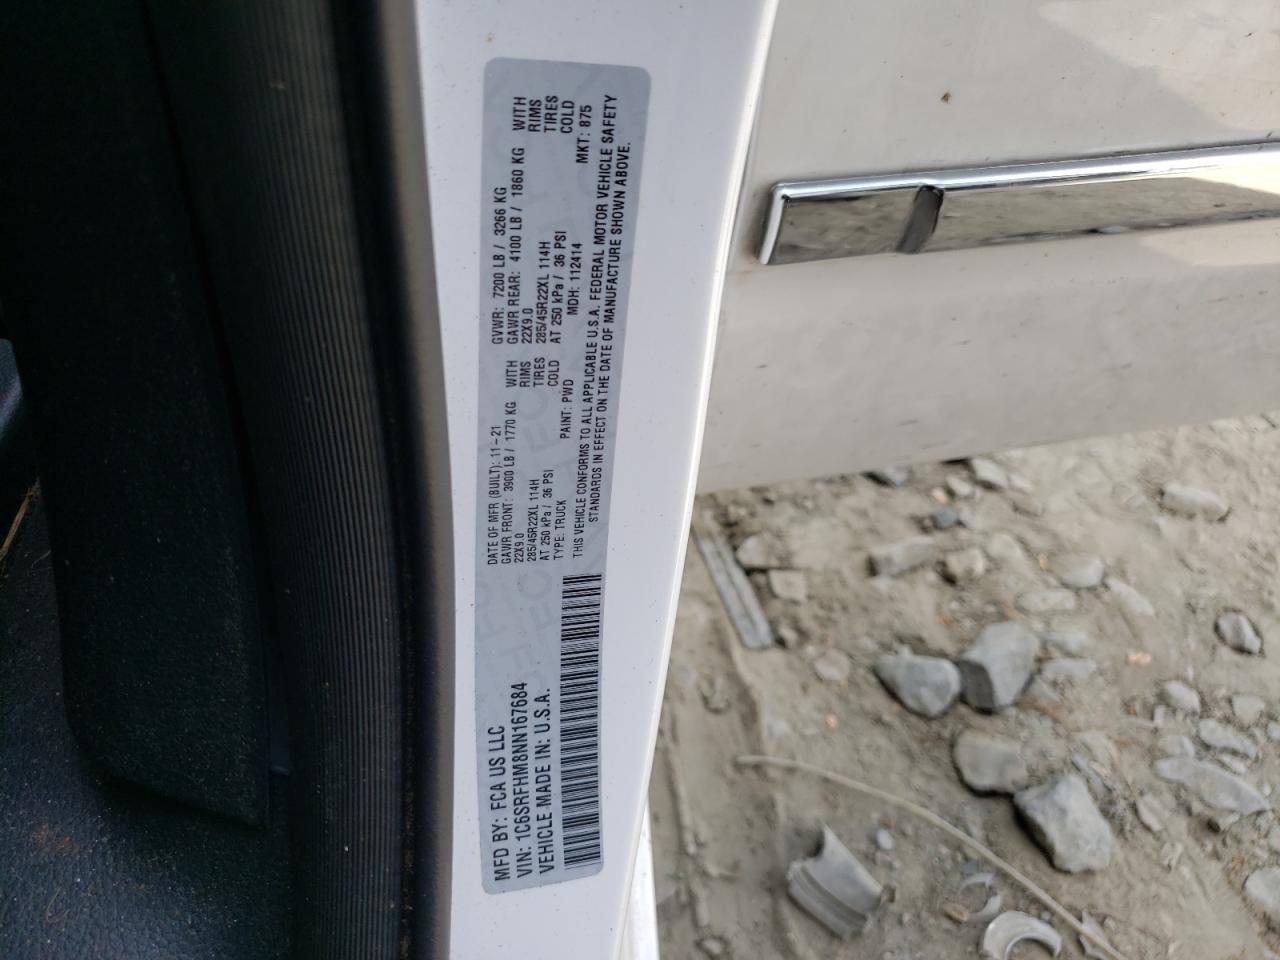 MFD BY: FCA US LLC
VIN: 1C6SRFHM8NN167684
VEHICLE MADE IN: U.S.A.
DATE OF MFR (BUILT): 11-21
GAWR FRONT: 3900 LB / 1770 KG WITH
22X9.0 RIMS
285/45R22XL 114H TIRES
AT 250 kPa / 36 PSI COLD
TYPE: TRUCK PAINT: PWD
GVWR: 7200 LB / 3266 KG
GAWR REAR: 4100 LB / 1860 KG WITH
22X9.0 RIMS
285/45R22XL 114H TIRES
AT 250 kPa / 36 PSI COLD
MDH: 112414 MKT: 875
THIS VEHICLE CONFORMS TO ALL APPLICABLE U.S.A. FEDERAL MOTOR VEHICLE SAFETY
STANDARDS IN EFFECT ON THE DATE OF MANUFACTURE SHOWN ABOVE.